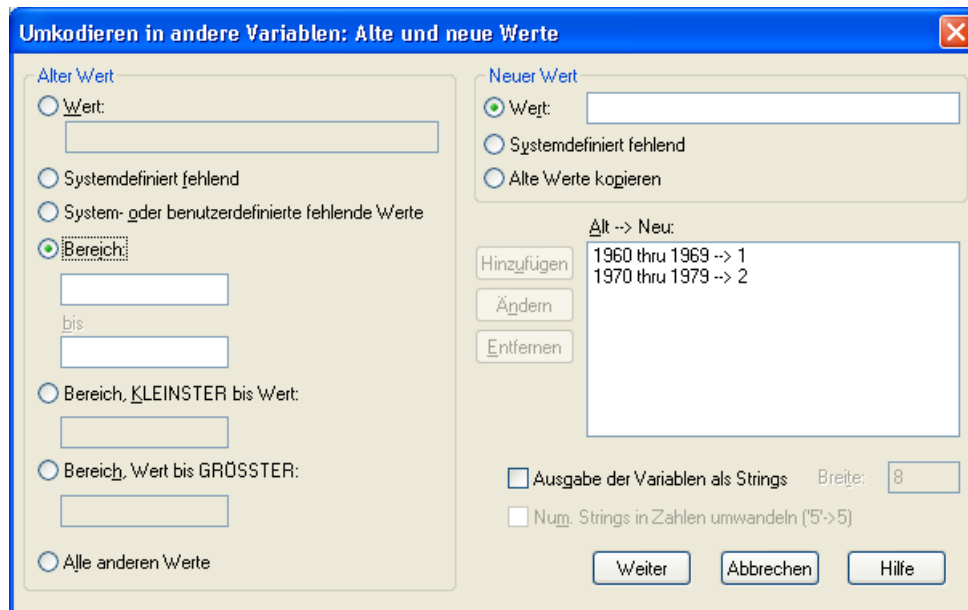 Umkodieren in andere Variablen: Alte und neue Werte
Alter Wert
Wert:
Systemdefiniert fehlend
System- oder benutzerdefinierte fehlende Werte
Bereich:
bis
Bereich, KLEINSTER bis Wert:
Bereich, Wert bis GRÖSSTER:
Alle anderen Werte
Neuer Wert
Wert:
Systemdefiniert fehlend
Alte Werte kopieren
Alt --> Neu:
Hinzufügen
Ändern
Entfernen
1960 thru 1969 --> 1
1970 thru 1979 --> 2
Ausgabe der Variablen als Strings Breite: 8
Num. Strings in Zahlen umwandeln ('5'->5)
Weiter Abbrechen Hilfe